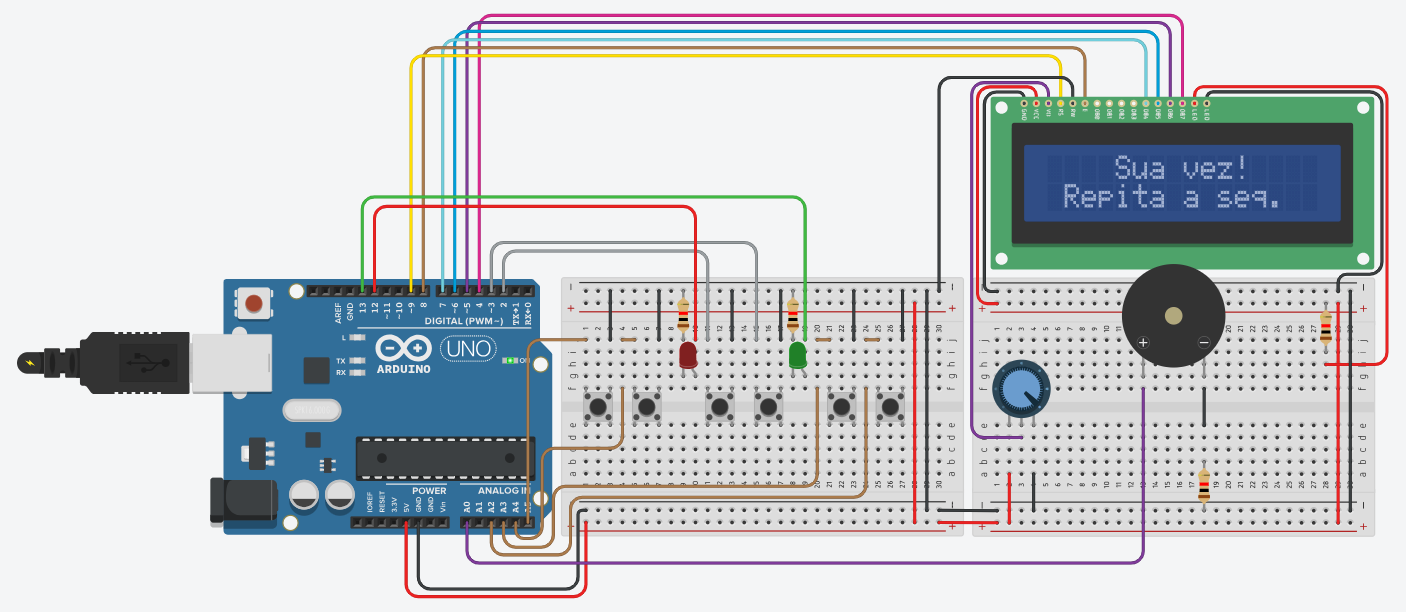 GND
VCC
V0
RS
RW
E
DB0
DB1
DB2
DB3
DB4
DB5
DB6
DB7
LED
LED
Sua vez!
Repita a seq.
AREF
GND
13
12
~11
~10
~9
8
7
~6
~5
4
~3
2
TX→1
RX←0
DIGITAL (PWM~)
L
TX
RX
ARDUINO
UNO
ON
IOREF
RESET
3.3V
5V
GND
GND
Vin
POWER
A0
A1
A2
A3
A4
A5
ANALOG IN